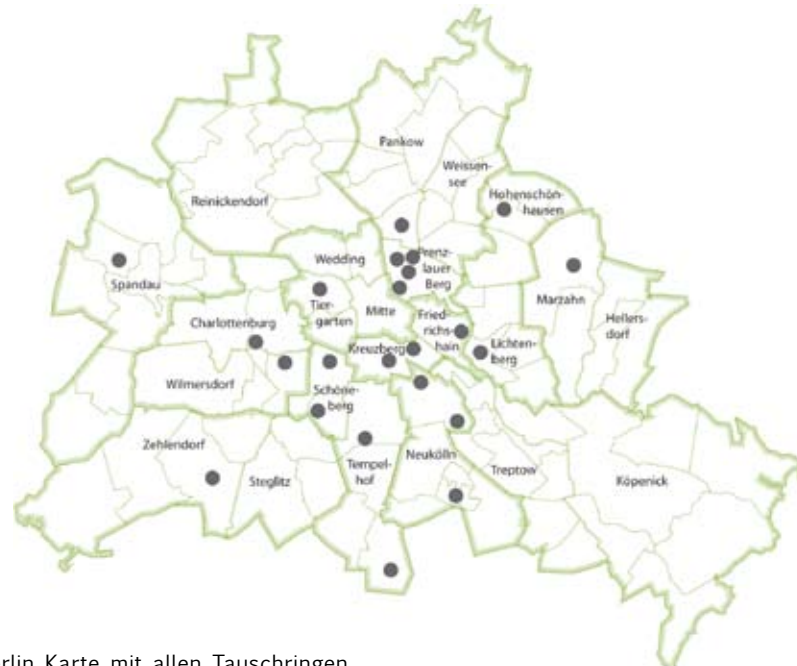 Pankow
Weissen-
see
Hohenschön-
hausen
Reinickendorf
Wedding
Prenz-
lauer
Berg
Spandau
Tier-
garten
Mitte
Fried-
richs-
hain
Marzahn
Hellers-
dorf
Charlottenburg
Kreuzberg
Lichten-
berg
Wilmersdorf
Schöne-
berg
Zehlendorf
Steglitz
Tempel-
hof
Neukölln
Treptow
Köpenick
rlin Karte mit allen Tauschringen